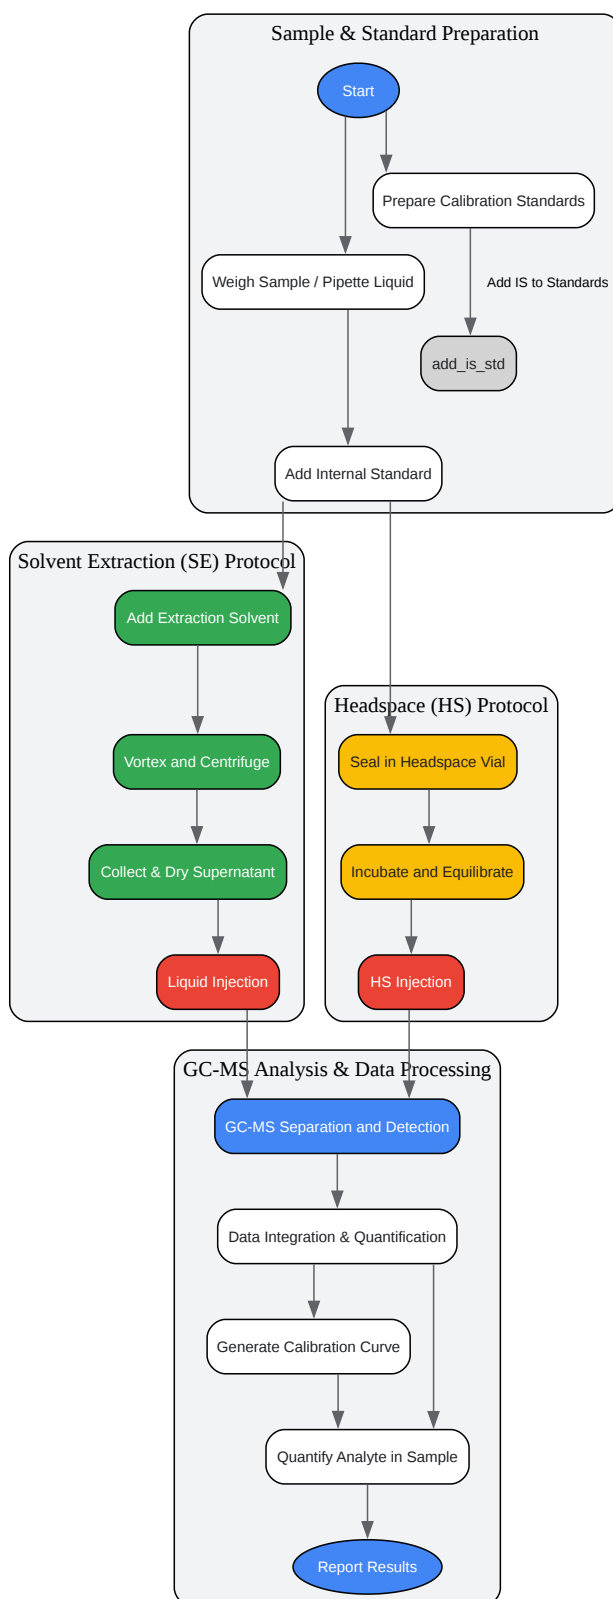 Sample & Standard Preparation
Start
Prepare Calibration Standards
Weigh Sample / Pipette Liquid
Add IS to Standards
add_is_std
Add Internal Standard
Solvent Extraction (SE) Protocol
Add Extraction Solvent
Headspace (HS) Protocol
Vortex and Centrifuge
Seal in Headspace Vial
Collect & Dry Supernatant
Incubate and Equilibrate
Liquid Injection
HS Injection
GC-MS Analysis & Data Processing
GC-MS Separation and Detection
Data Integration & Quantification
Generate Calibration Curve
Quantify Analyte in Sample
Report Results